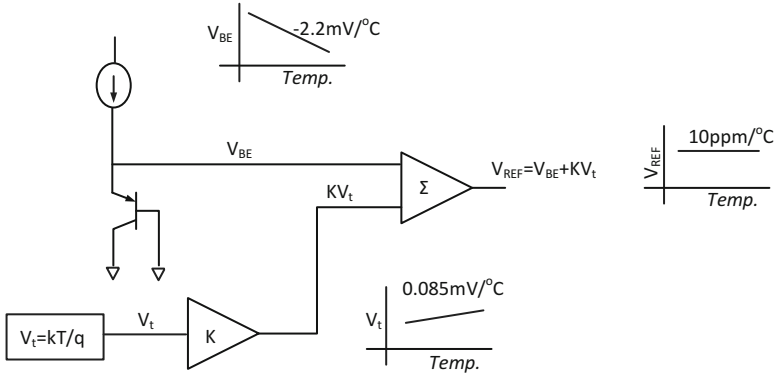 V_BE
-2.2mV/°C
Temp.
V_BE
V_REF=V_BE+KV_t
Σ
KV_t
V_REF
10ppm/°C
Temp.
V_t=kT/q
V_t
K
V_t
0.085mV/°C
Temp.